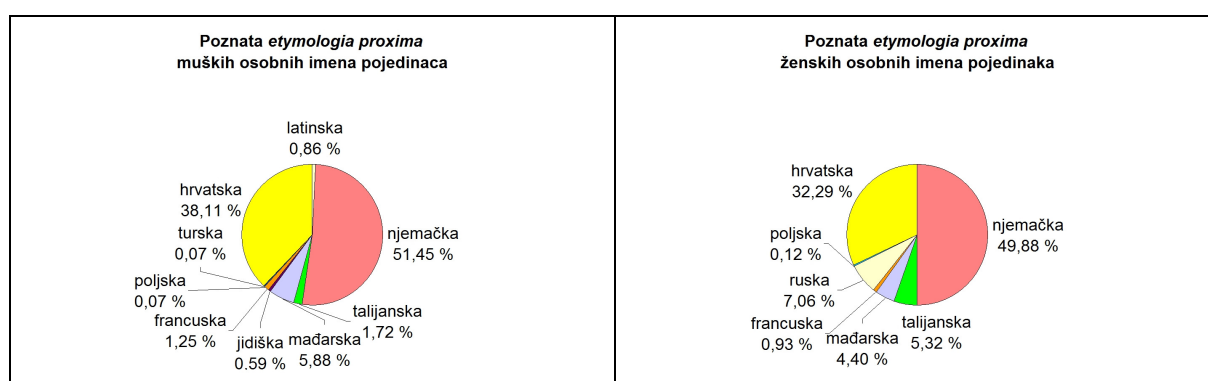 Poznata etymologia proxima
muških osobnih imena pojedinaca
latinska
0,86 %
hrvatska
38,11 %
njemačka
51,45 %
turska
0,07 %
poljska
0,07 %
francuska
1,25 %
jidiška
0.59 %
mađarska
5,88 %
talijanska
1,72 %
Poznata etymologia proxima
ženskih osobnih imena pojedinaka
hrvatska
32,29 %
njemačka
49,88 %
poljska
0,12 %
ruska
7,06 %
francuska
0,93 %
mađarska
4,40 %
talijanska
5,32 %